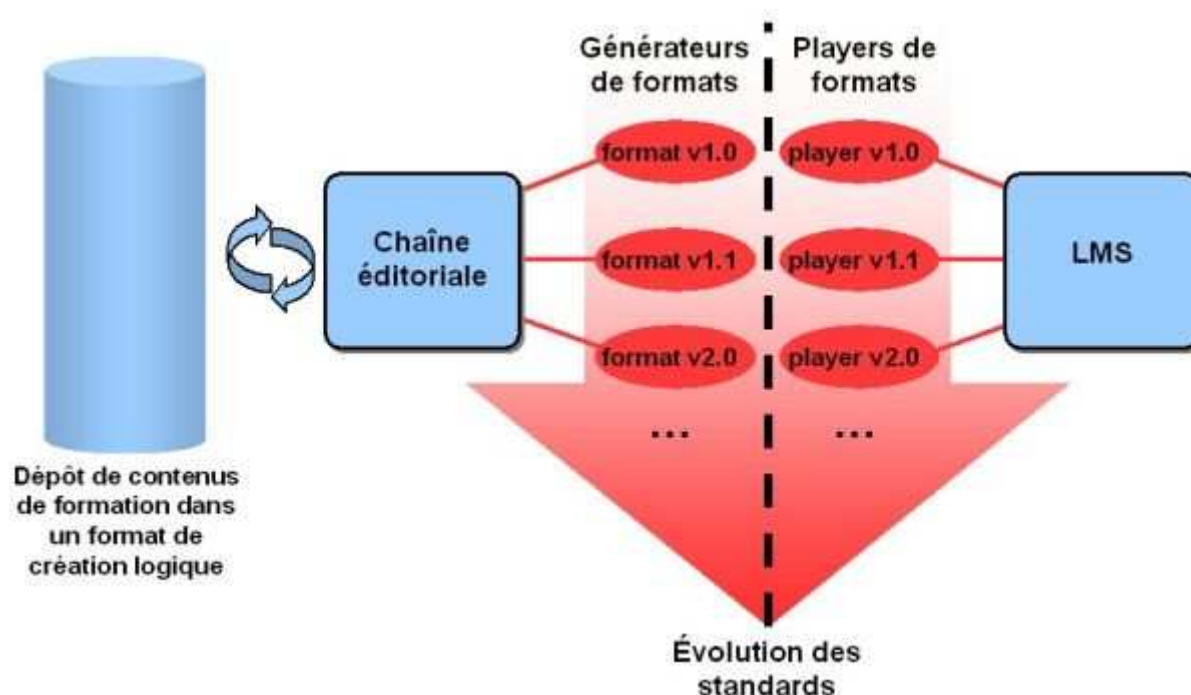 Générateurs
de formats
Players de
formats
format v1.0
player v1.0
Chaîne
éditoriale
format v1.1
player v1.1
LMS
format v2.0
player v2.0
...
...
Dépôt de contenus
de formation dans
un format de
création logique
Évolution des
standards